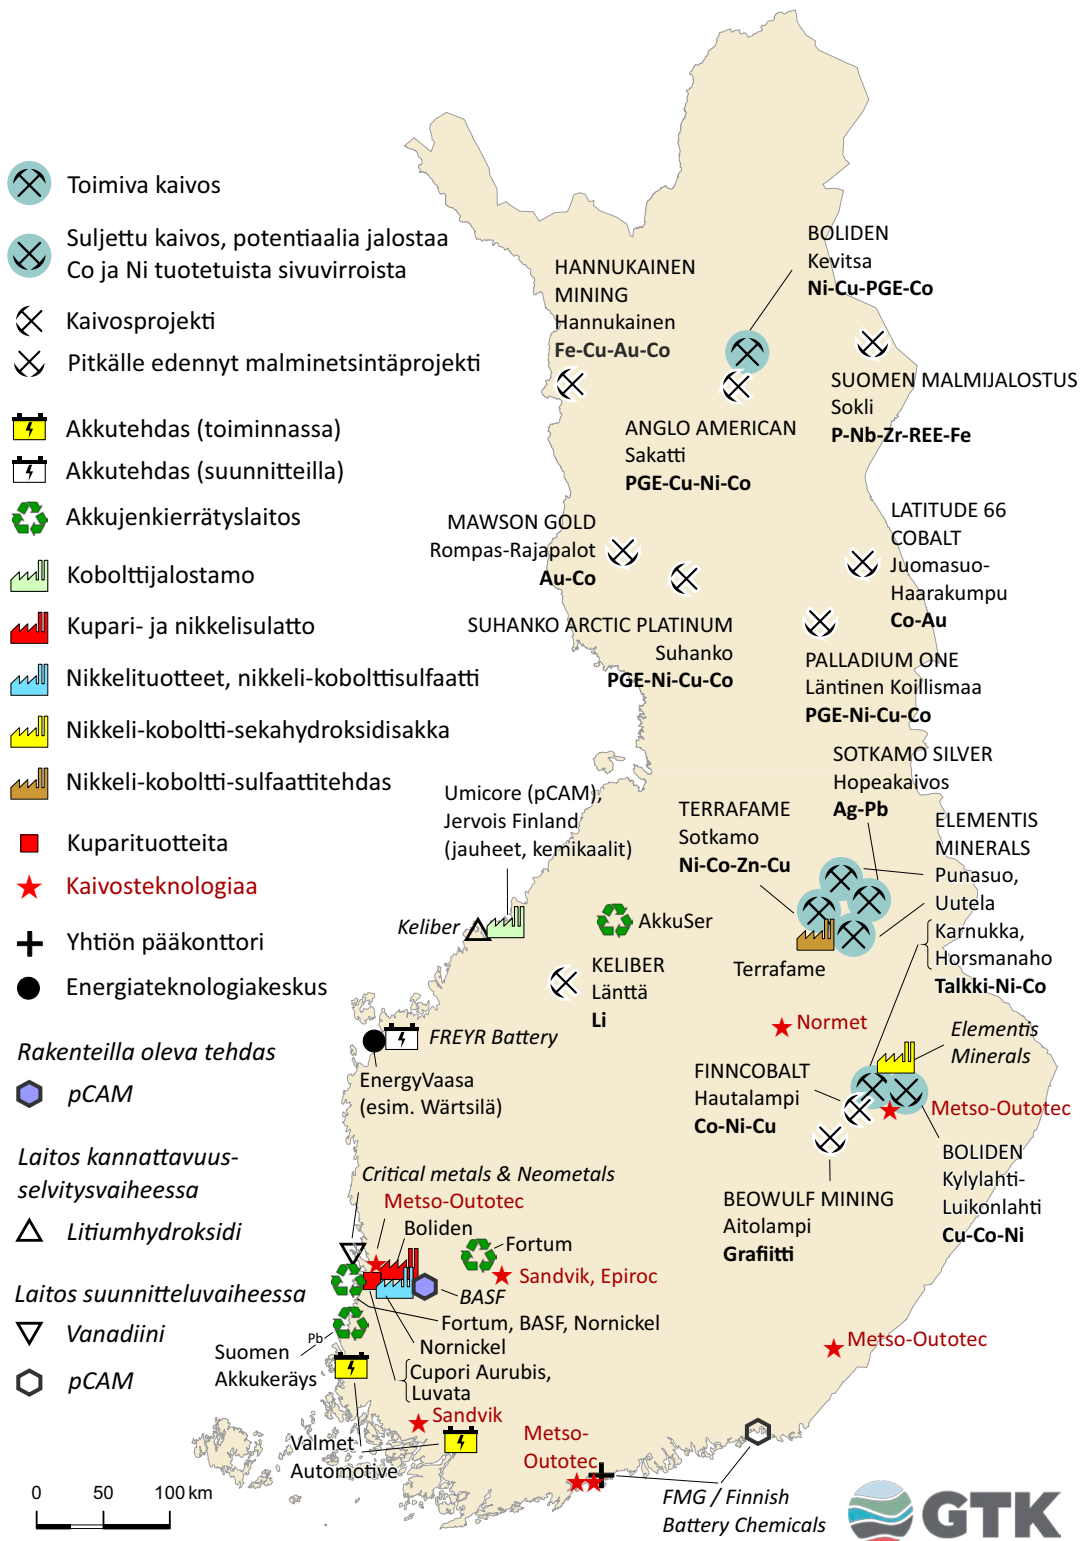 Toimiva kaivos
Suljettu kaivos, potentiaalia jalostaa
Co ja Ni tuotetuista sivuvirroista
Kaivosprojekti
Pitkälle edennyt malminetsintäprojekti
Akkutehdas (toiminnassa)
Akkutehdas (suunnitteilla)
Akkujenkierrätyslaitos
Kobolttijalostamo
Kupari- ja nikkelisulatto
Nikkelituotteet, nikkeli-kobolttisulfaatti
Nikkeli-koboltti-sekahydroksidisakka
Nikkeli-koboltti-sulfaattitehdas
Kuparituotteita
Kaivosteknologiaa
Yhtiön pääkonttori
Energiateknologiakeskus
Rakenteilla oleva tehdas
pCAM
Laitos kannattavuus-
selvitysvaiheessa
Litiumhydroksidi
Laitos suunnitteluvaiheessa
Vanadiini
pCAM
0 50 100 km
BOLIDEN
Kevitsa
Ni-Cu-PGE-Co
HANNUKAINEN
MINING
Hannukainen
Fe-Cu-Au-Co
SUOMEN MALMIJALOSTUS
Sokli
P-Nb-Zr-REE-Fe
ANGLO AMERICAN
Sakatti
PGE-Cu-Ni-Co
MAWSON GOLD
Rompas-Rajapalot
Au-Co
LATITUDE 66
COBALT
Juomasuo-
Haarakumpu
Co-Au
SUHANKO ARCTIC PLATINUM
Suhanko
PGE-Ni-Cu-Co
PALLADIUM ONE
Läntinen Koillismaa
PGE-Ni-Cu-Co
SOTKAMO SILVER
Hopeakaivos
Ag-Pb
Umicore (pCAM),
Jervois Finland
(jauheet, kemikaalit)
TERRAFAME
Sotkamo
Ni-Co-Zn-Cu
ELEMENTIS
MINERALS
Punasuo,
Uutela
Karnukka,
Horsmanaho
Talkki-Ni-Co
Keliber
AkkuSer
Terrafame
KELIBER
Länttä
Li
Normet
FREYR Battery
Elementis
Minerals
EnergyVaasa
(esim. Wärtsilä)
FINNCOBALT
Hautalampi
Co-Ni-Cu
Metso-Outotec
BOLIDEN
Kylylahti-
Luikonlahti
Cu-Co-Ni
BEOWULF MINING
Aitolampi
Grafiitti
Critical metals & Neometals
Metso-Outotec
Boliden
Fortum
Sandvik, Epiroc
BASF
Fortum, BASF, Nornickel
Nornickel
Pb
Suomen
Akkukeräys
Cupori Aurubis,
Luvata
Metso-Outotec
Sandvik
Valmet
Automotive
Metso-
Outotec
FMG / Finnish
Battery Chemicals
GTK